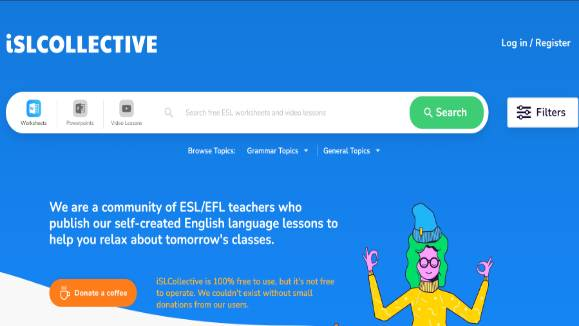 iSLCOLLECTIVE
Log in / Register
Worksheets
Powerpoints
Video Lessons
Search free ESL worksheets and video lessons
Search
Filters
Browse Topics: Grammar Topics General Topics
We are a community of ESL/EFL teachers who
publish our self-created English language lessons to
help you relax about tomorrow's classes.
Donate a coffee
iSLCollective is 100% free to use, but it's not free
to operate. We couldn't exist without small
donations from our users.